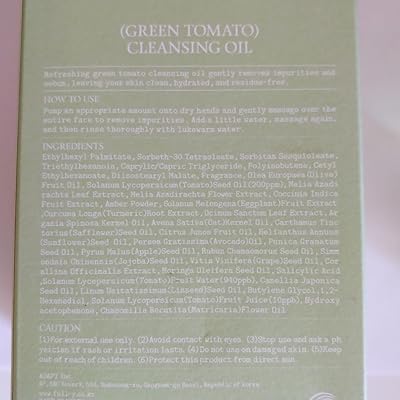 (GREEN TOMATO)
CLEANSING OIL
Refreshing green tomato cleansing oil gently removes impurities and
sebum, leaving your skin clean, hydrated, and residue-free.
HOW TO USE
Pump an appropriate amount onto dry hands and gently massage over the
entire face to remove impurities. Add a little water, massage again,
and then rinse thoroughly with lukewarm water.
INGREDIENTS
Ethylhexyl Palmitate, Sorbeth-30 Tetraoleate, Sorbitan Sesquioleate,
Triethylhexanoin, Caprylic/Capric Triglyceride, Polyisobutene, Cetyl
Ethylhexanoate, Diisostearyl Malate, Fragrance, Olea Europaea (Olive)
Fruit Oil, Solanum Lycopersicum(Tomato)Seed Oil(200ppm), Melia Azadi
rachta Leaf Extract, Melia Azadirachta Flower Extract, Coccinia Indica
Fruit Extract, Amber Powder, Solanum Melongena(Eggplant)Fruit Extract
,Curcuma Longa(Turmeric)Root Extract, Ocimum Sanctum Leaf Extract, Ar
gania Spinosa Kernel Oil, Avena Sativa(Oat)Kernel Oil, Carthamus Tinc
torius(Safflower)Seed Oil, Citrus Junos Fruit Oil, Helianthus Annuus
(Sunflower)Seed Oil, Persea Gratissima(Avocado)Oil, Punica Granatum
Seed Oil, Pyrus Malus(Apple)Seed Oil, Rubus Chamaemorus Seed Oil, Simm
ondsia Chinensis(Jojoba)Seed Oil, Vitis Vinifera(Grape)Seed Oil, Cor
allina Officinalis Extract, Moringa Oleifera Seed Oil, Salicylic Acid
,Solanum Lycopersicum(Tomato)Fruit Water(940ppb), Camellia Japonica
Seed Oil, Linum Usitatissimum(Linseed)Seed Oil, Butylene Glycol, 1,2-
Hexanediol, Solanum Lycopersicum(Tomato)Fruit Juice(10ppb), Hydroxy
acetophenone, Chamomilla Recutita(Matricaria)Flower Extract
CAUTION
(1)For external use only. (2)Avoid contact with eyes. (3)Stop use and ask a ph
ysician if rash or irritation lasts. (4)Do not use on damaged skin. (5)Keep
out of reach of children. (6)Protect this product from direct sun.
Republic of Korea